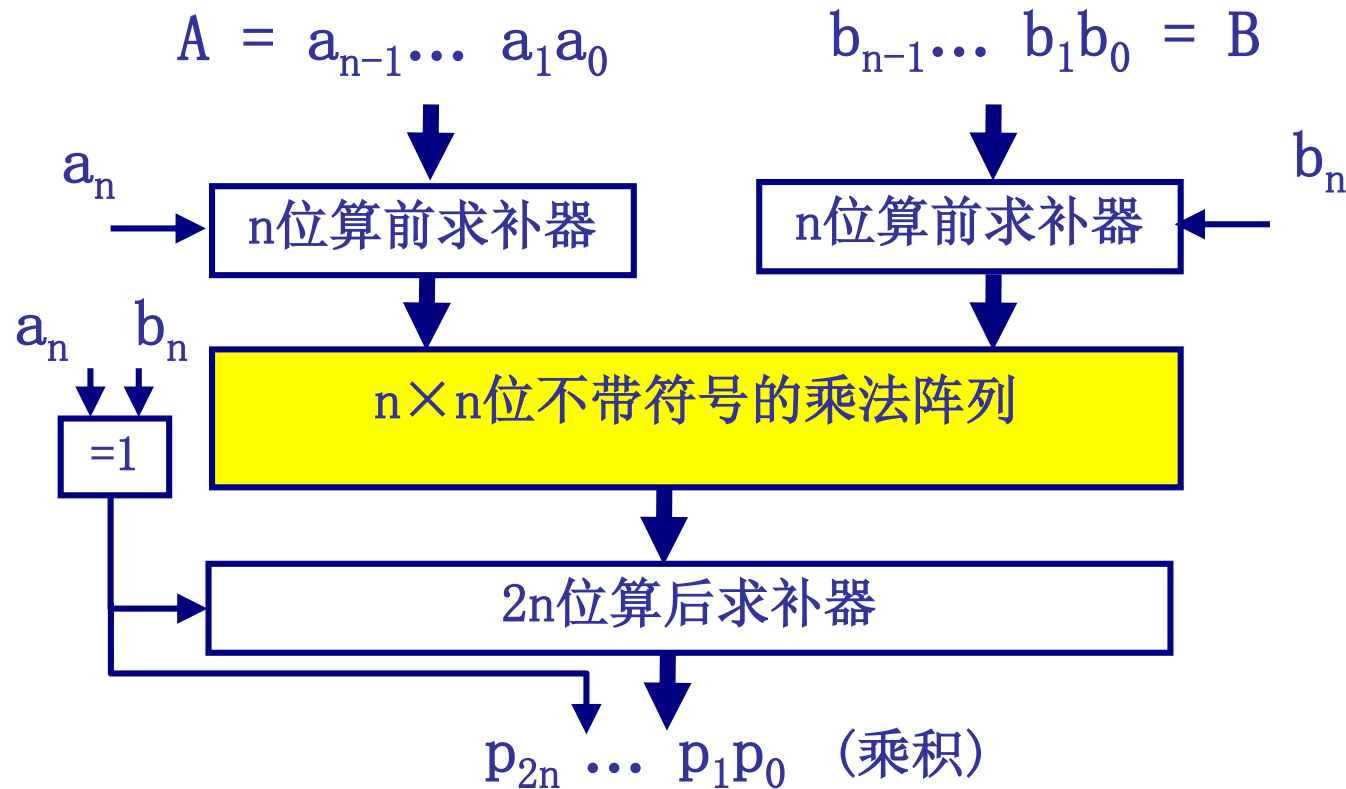 A = aₙ₋₁... a₁a₀
bₙ₋₁... b₁b₀ = B
aₙ
bₙ
n位算前求补器
n位算前求补器
aₙ bₙ
n×n位不带符号的乘法阵列
=1
2n位算后求补器
p₂ₙ ... p₁p₀ (乘积)